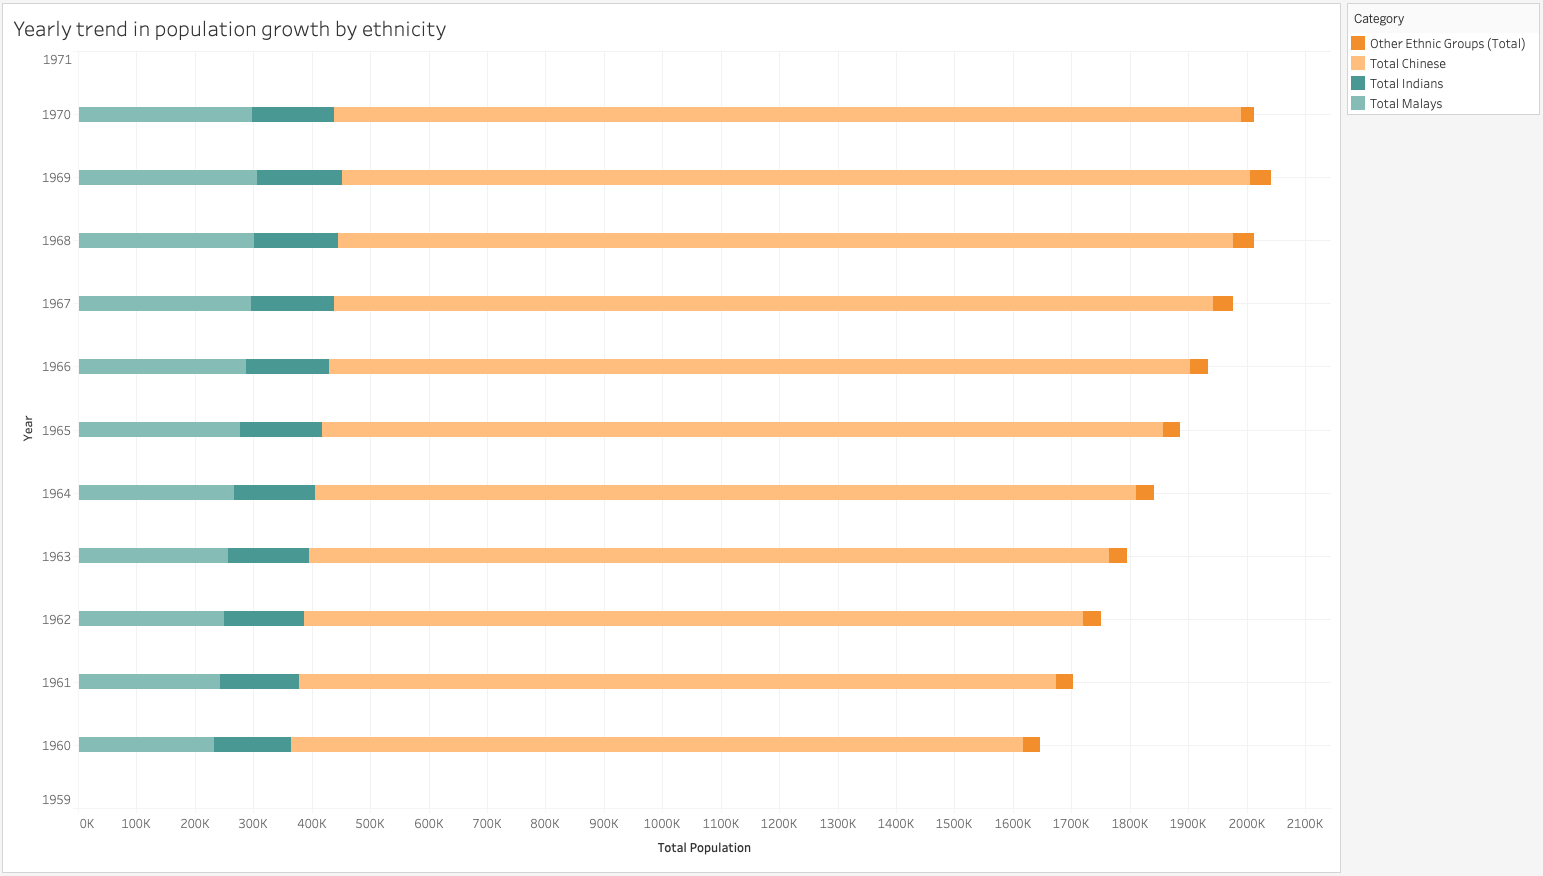 Yearly trend in population growth by ethnicity
1971
1970
1969
1968
1967
1966
1965
1964
1963
1962
1961
1960
1959
Year
0K 100K 200K 300K 400K 500K 600K 700K 800K 900K 1000K 1100K 1200K 1300K 1400K 1500K 1600K 1700K 1800K 1900K 2000K 2100K
Total Population
Category
Other Ethnic Groups (Total)
Total Chinese
Total Indians
Total Malays